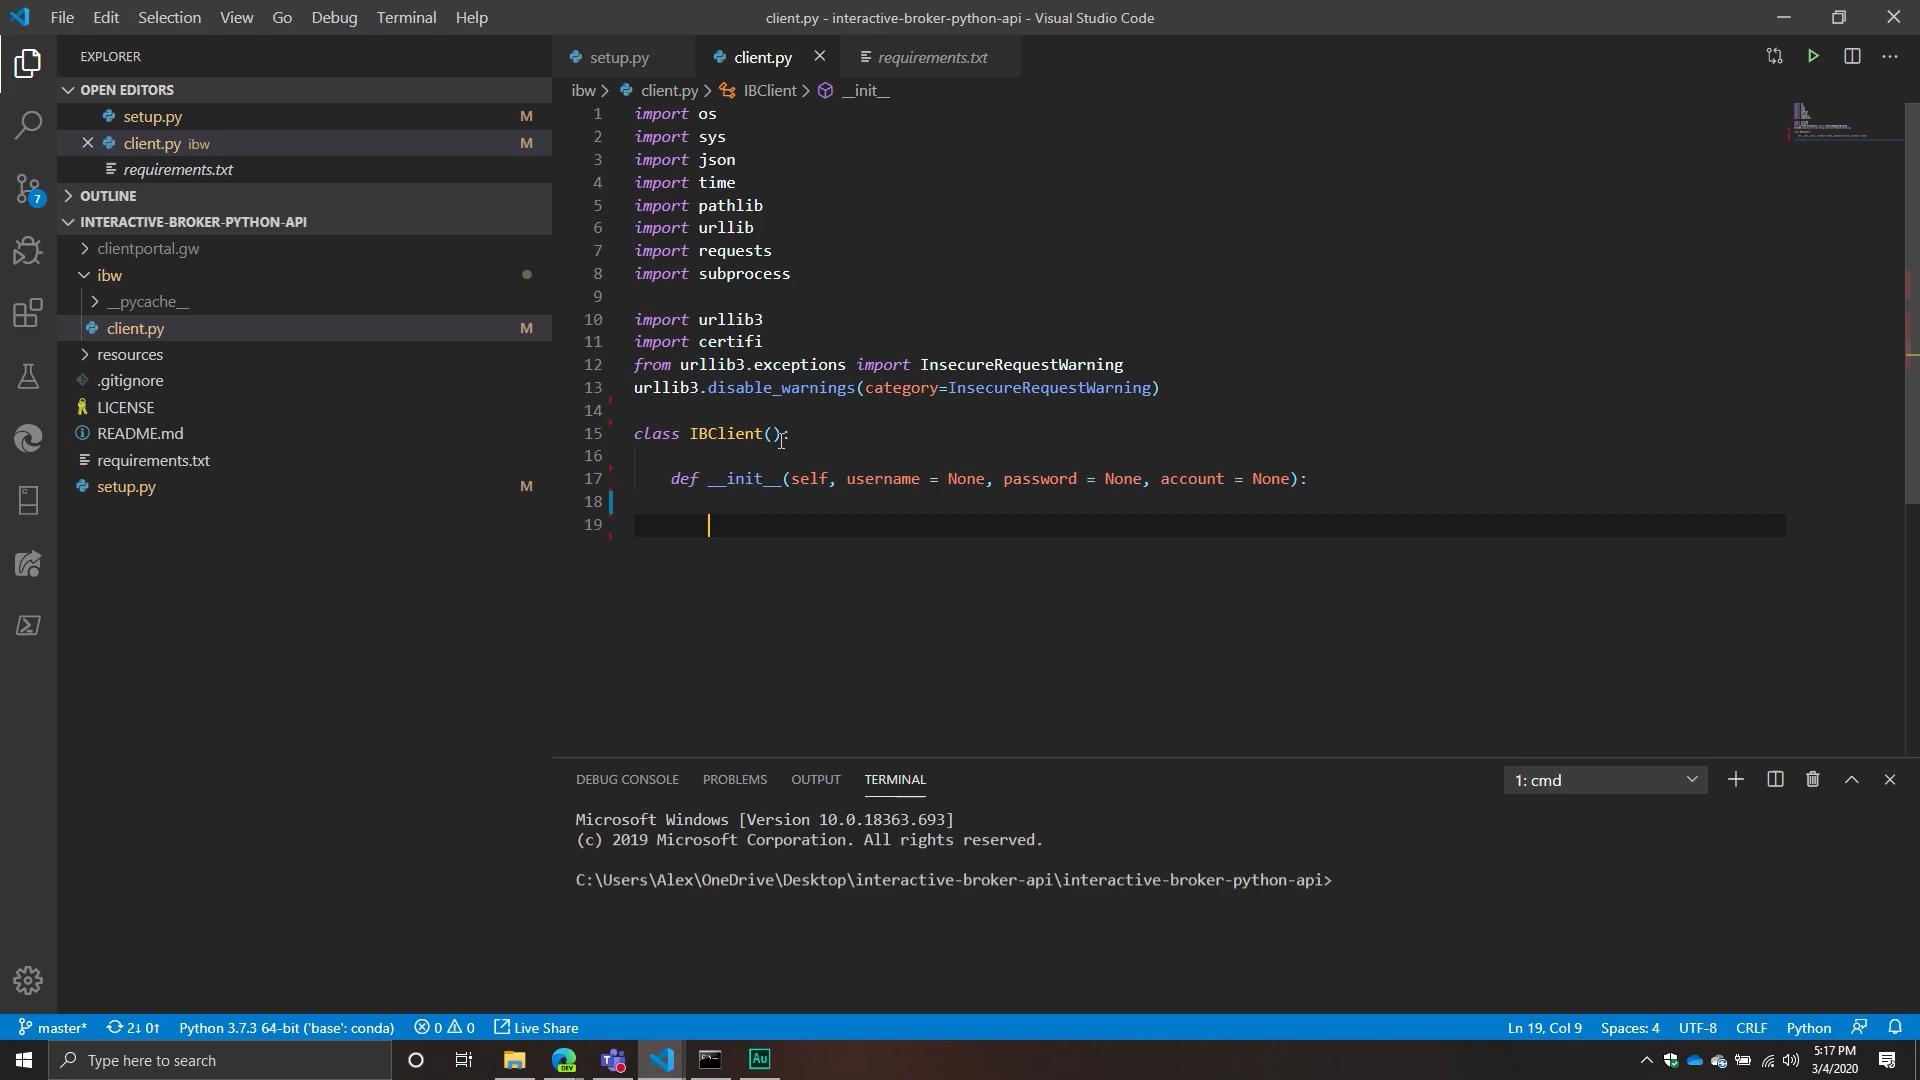 File Edit Selection View Go Debug Terminal Help
client.py - interactive-broker-python-api - Visual Studio Code
EXPLORER
OPEN EDITORS
setup.py M
client.py ibw M
requirements.txt
OUTLINE
INTERACTIVE-BROKER-PYTHON-API
clientportal.gw
ibw
__pycache__
client.py M
resources
.gitignore
LICENSE
README.md
requirements.txt
setup.py M
7
setup.py client.py requirements.txt
ibw > client.py > IBClient > __init__
1 import os
2 import sys
3 import json
4 import time
5 import pathlib
6 import urllib
7 import requests
8 import subprocess
9
10 import urllib3
11 import certifi
12 from urllib3.exceptions import InsecureRequestWarning
13 urllib3.disable_warnings(category=InsecureRequestWarning)
14
15 class IBClient():
16
17 def __init__(self, username = None, password = None, account = None):
18
19
DEBUG CONSOLE PROBLEMS OUTPUT TERMINAL
1: cmd
Microsoft Windows [Version 10.0.18363.693]
(c) 2019 Microsoft Corporation. All rights reserved.
C:\Users\Alex\OneDrive\Desktop\interactive-broker-api\interactive-broker-python-api>
master* 2↓ 0↑ Python 3.7.3 64-bit ('base': conda) 0 0 Live Share
Ln 19, Col 9 Spaces: 4 UTF-8 CRLF Python
Type here to search
DEV
Au
5:17 PM
3/4/2020